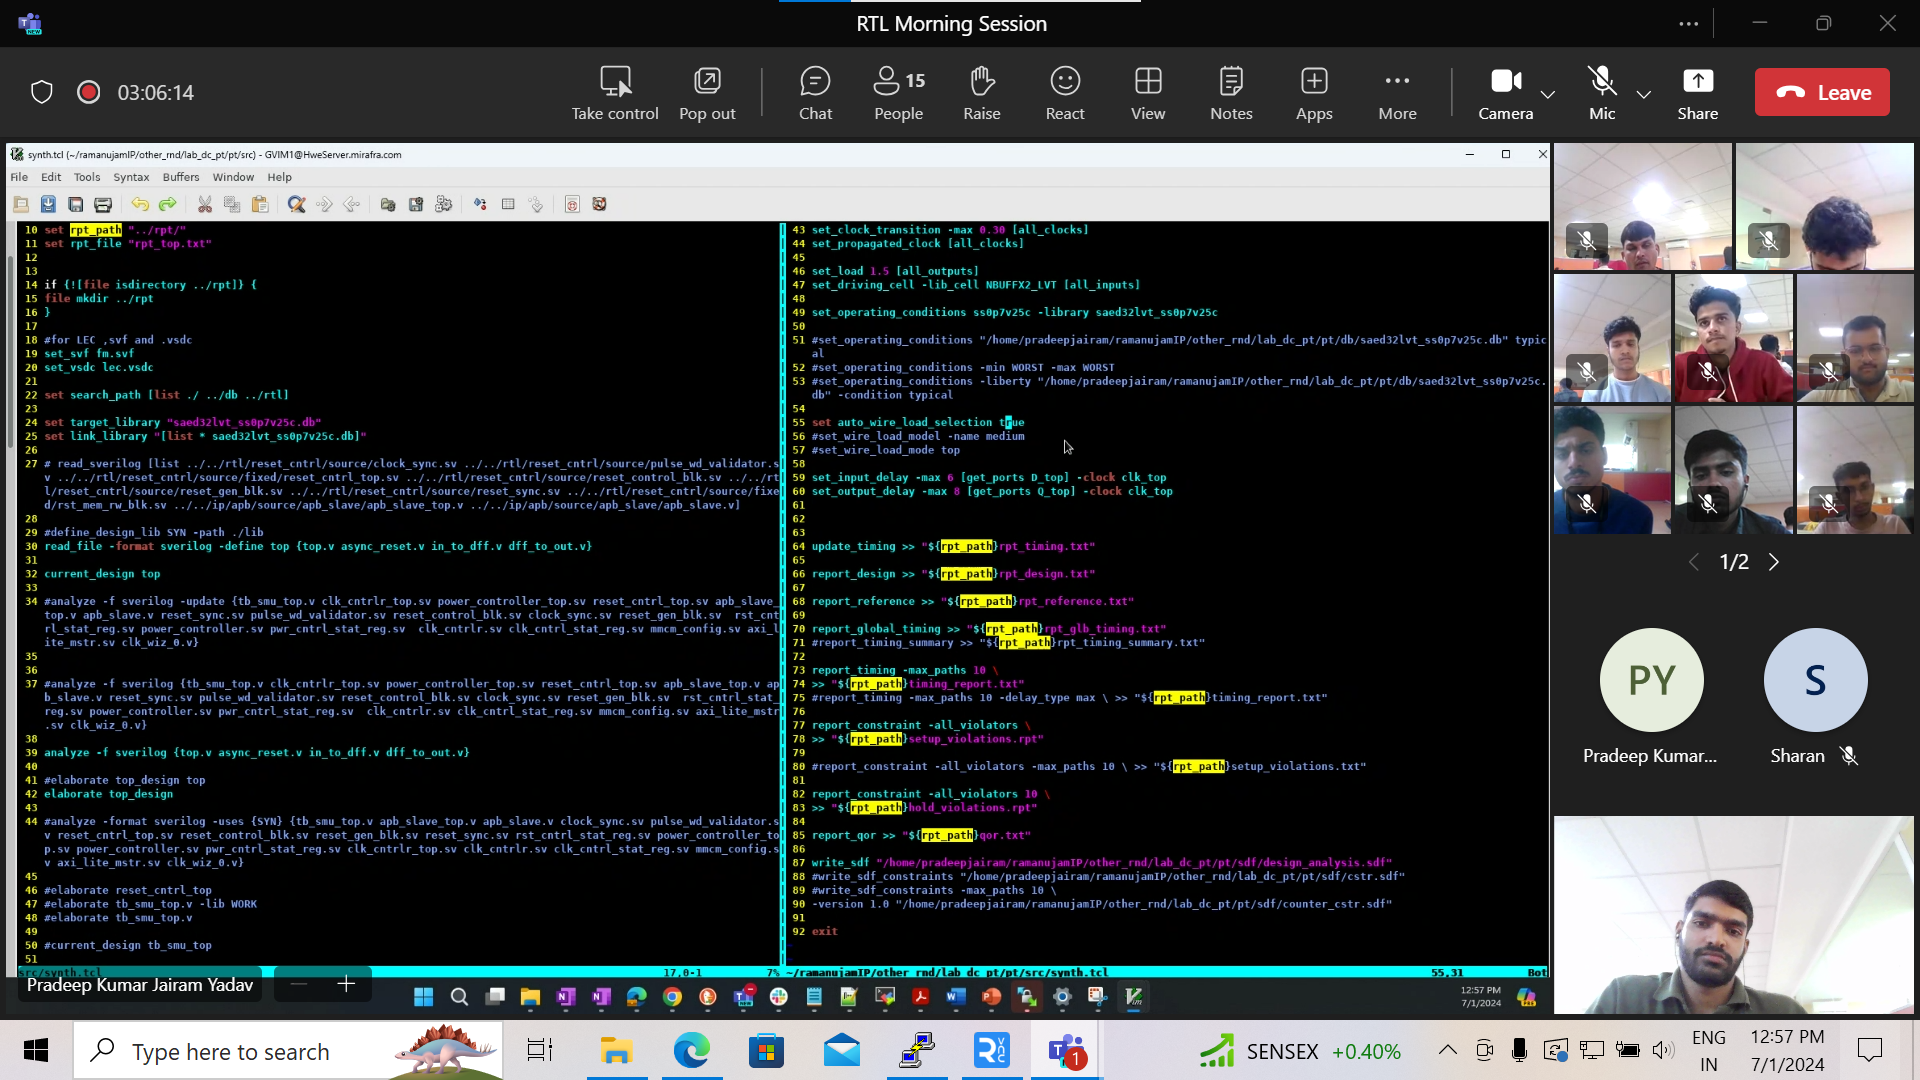 RTL Morning Session
03:06:14
Take control
Pop out
Chat
People
15
Raise
React
View
Notes
Apps
More
Camera
Mic
Share
Leave
synth.tcl (~/ramanujamIP/other_rnd/lab_dc_pt/pt/src) - GVIM1@HweServer.mirafra.com
File Edit Tools Syntax Buffers Window Help
10 set rpt_path "../rpt/"
11 set rpt_file "rpt_top.txt"
12
13
14 if {![file isdirectory ../rpt]} {
15 file mkdir ../rpt
16 }
17
18 #for LEC ,svf and .vsdc
19 set_svf fm.svf
20 set_vsdc lec.vsdc
21
22 set search_path [list ./ ../db ../rtl]
23
24 set target_library "saed32lvt_ss0p7v25c.db"
25 set link_library "[list * saed32lvt_ss0p7v25c.db]"
26
27 # read_sverilog [list ../../rtl/reset_cntrl/source/clock_sync.sv ../../rtl/reset_cntrl/source/pulse_wd_validator.s
v ../../rtl/reset_cntrl/source/fixed/reset_cntrl_top.sv ../../rtl/reset_cntrl/source/reset_control_blk.sv ../../rt
l/reset_cntrl/source/reset_gen_blk.sv ../../rtl/reset_cntrl/source/reset_sync.sv ../../rtl/reset_cntrl/source/fixe
d/rst_mem_rw_blk.sv ../../ip/apb/source/apb_slave/apb_slave_top.v ../../ip/apb/source/apb_slave/apb_slave.v]
28
29 #define_design_lib SYN -path ./lib
30 read_file -format sverilog -define top {top.v async_reset.v in_to_dff.v dff_to_out.v}
31
32 current_design top
33
34 #analyze -f sverilog -update {tb_smu_top.v clk_cntrlr_top.sv power_controller_top.sv reset_cntrl_top.sv apb_slave_
top.v apb_slave.v reset_sync.sv pulse_wd_validator.sv reset_control_blk.sv clock_sync.sv reset_gen_blk.sv rst_cnt
rl_stat_reg.sv power_controller.sv pwr_cntrl_stat_reg.sv clk_cntrlr.sv clk_cntrl_stat_reg.sv mmcm_config.sv axi_l
ite_mstr.sv clk_wiz_0.v}
35
36
37 #analyze -f sverilog {tb_smu_top.v clk_cntrlr_top.sv power_controller_top.sv reset_cntrl_top.sv apb_slave_top.v ap
b_slave.v reset_sync.sv pulse_wd_validator.sv reset_control_blk.sv clock_sync.sv reset_gen_blk.sv rst_cntrl_stat_
reg.sv power_controller.sv pwr_cntrl_stat_reg.sv clk_cntrlr.sv clk_cntrl_stat_reg.sv mmcm_config.sv axi_lite_mstr
.sv clk_wiz_0.v}
38
39 analyze -f sverilog {top.v async_reset.v in_to_dff.v dff_to_out.v}
40
41 #elaborate top_design top
42 elaborate top_design
43
44 #analyze -format sverilog -uses {SYN} {tb_smu_top.v apb_slave_top.v apb_slave.v clock_sync.sv pulse_wd_validator.s
v reset_cntrl_top.sv reset_control_blk.sv reset_gen_blk.sv reset_sync.sv rst_cntrl_stat_reg.sv power_controller_to
p.sv power_controller.sv pwr_cntrl_stat_reg.sv clk_cntrlr_top.sv clk_cntrlr.sv clk_cntrl_stat_reg.sv mmcm_config.s
v axi_lite_mstr.sv clk_wiz_0.v}
45
46 #elaborate reset_cntrl_top
47 #elaborate tb_smu_top.v -lib WORK
48 #elaborate tb_smu_top.v
49
50 #current_design tb_smu_top
51
src/synth.tcl 17,0-1 7%
43 set_clock_transition -max 0.30 [all_clocks]
44 set_propagated_clock [all_clocks]
45
46 set_load 1.5 [all_outputs]
47 set_driving_cell -lib_cell NBUFFX2_LVT [all_inputs]
48
49 set_operating_conditions ss0p7v25c -library saed32lvt_ss0p7v25c
50
51 #set_operating_conditions "/home/pradeepjairam/ramanujamIP/other_rnd/lab_dc_pt/pt/db/saed32lvt_ss0p7v25c.db" typic
al
52 #set_operating_conditions -min WORST -max WORST
53 #set_operating_conditions -liberty "/home/pradeepjairam/ramanujamIP/other_rnd/lab_dc_pt/pt/db/saed32lvt_ss0p7v25c.
db" -condition typical
54
55 set auto_wire_load_selection true
56 #set_wire_load_model -name medium
57 #set_wire_load_mode top
58
59 set_input_delay -max 6 [get_ports D_top] -clock clk_top
60 set_output_delay -max 8 [get_ports Q_top] -clock clk_top
61
62
63
64 update_timing >> "${rpt_path}rpt_timing.txt"
65
66 report_design >> "${rpt_path}rpt_design.txt"
67
68 report_reference >> "${rpt_path}rpt_reference.txt"
69
70 report_global_timing >> "${rpt_path}rpt_glb_timing.txt"
71 #report_timing_summary >> "${rpt_path}rpt_timing_summary.txt"
72
73 report_timing -max_paths 10 \
74 >> "${rpt_path}timing_report.txt"
75 #report_timing -max_paths 10 -delay_type max \ >> "${rpt_path}timing_report.txt"
76
77 report_constraint -all_violators \
78 >> "${rpt_path}setup_violations.rpt"
79
80 #report_constraint -all_violators -max_paths 10 \ >> "${rpt_path}setup_violations.txt"
81
82 report_constraint -all_violators 10 \
83 >> "${rpt_path}hold_violations.rpt"
84
85 report_qor >> "${rpt_path}qor.txt"
86
87 write_sdf "/home/pradeepjairam/ramanujamIP/other_rnd/lab_dc_pt/pt/sdf/design_analysis.sdf"
88 #write_sdf_constraints "/home/pradeepjairam/ramanujamIP/other_rnd/lab_dc_pt/pt/sdf/cstr.sdf"
89 #write_sdf_constraints -max_paths 10 \
90 -version 1.0 "/home/pradeepjairam/ramanujamIP/other_rnd/lab_dc_pt/pt/sdf/counter_cstr.sdf"
91
92 exit
~/ramanujamIP/other_rnd/lab_dc_pt/pt/src/synth.tcl 55,31 Bot
Pradeep Kumar Jairam Yadav
12:57 PM
7/1/2024
1/2
PY
Pradeep Kumar...
S
Sharan
Type here to search
1
SENSEX +0.40%
ENG
IN
12:57 PM
7/1/2024